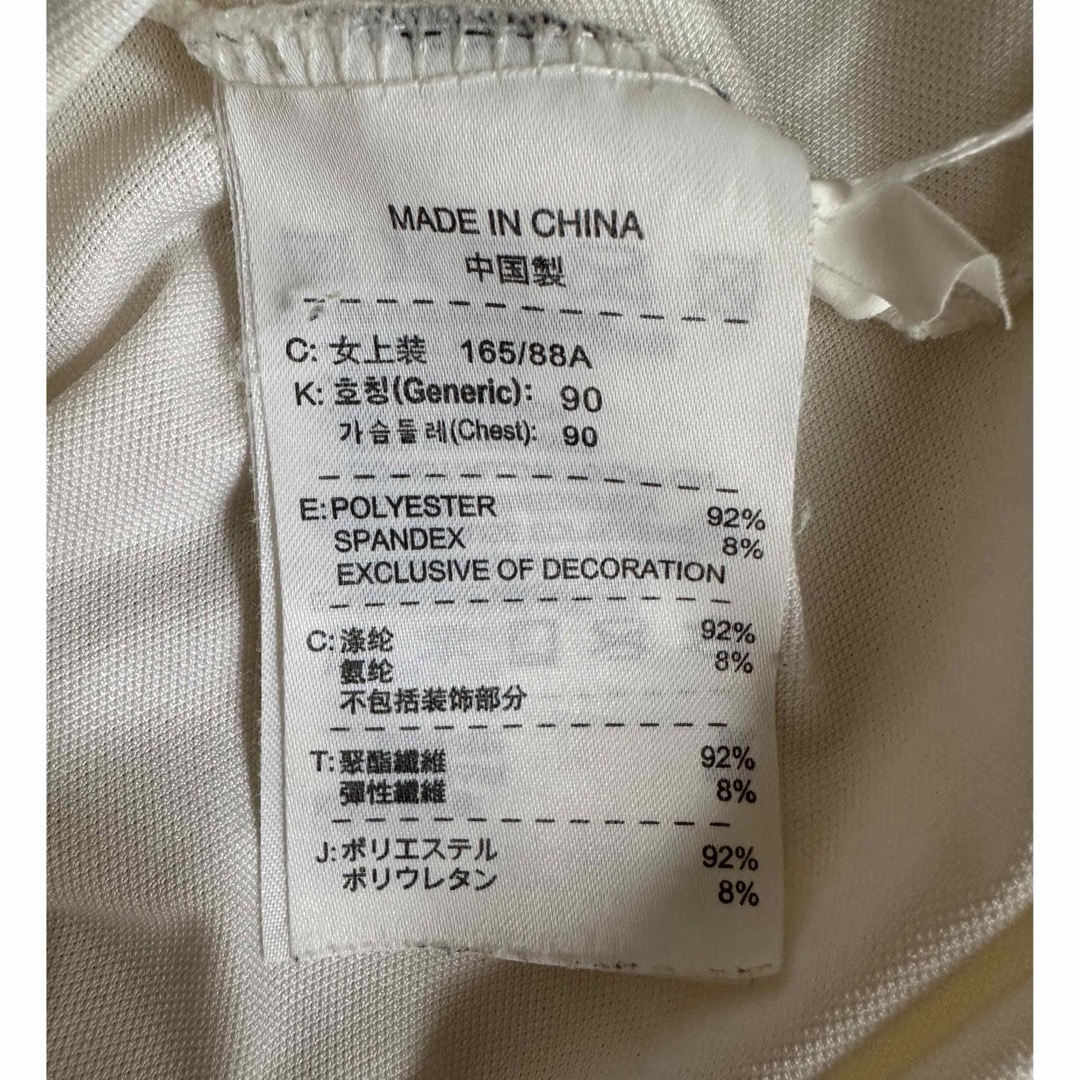 MADE IN CHINA
中国製
C: 女上装 165/88A
K: 호칭(Generic): 90
가슴둘레(Chest): 90
E: POLYESTER 92%
SPANDEX 8%
EXCLUSIVE OF DECORATION
C: 涤纶 92%
氨纶 8%
不包括装饰部分
T: 聚酯纖維 92%
彈性纖維 8%
J: ポリエステル 92%
ポリウレタン 8%